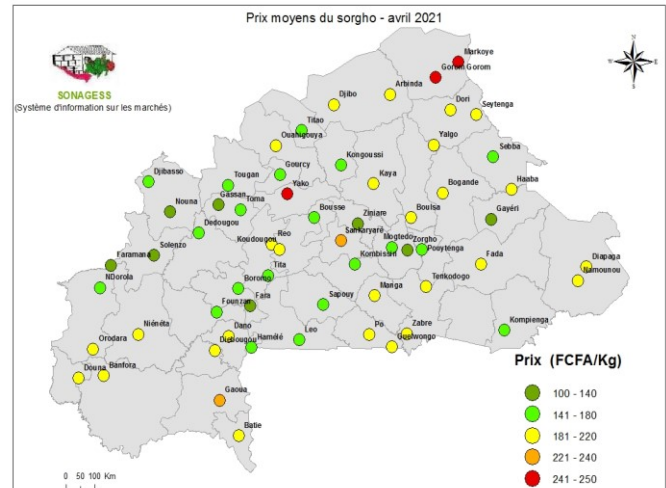 Prix moyens du sorgho - avril 2021
SONAGESS
(Système d'information sur les marchés)
Markoye
Gorom Gorom
Arbinda
Djibo
Dori
Seytenga
Titao
Ouahigouya
Yalgo
Kongoussi
Sebba
Djibasso
Tougan
Gourcy
Kaya
Haaba
Yako
Bogande
Nouna
Gassan
Toma
Bousse
Ziniare
Boulsa
Gayéri
Dedougou
Sankaryaré
Koudougou
Réo
Mogtedo
Zorgho
Pouytenga
Solenzo
Faramana
Kombissiri
Fada
Diapaga
Namounou
Tita
NDorola
Boromo
Manga
Tenkodogo
Fara
Founzan
Sapouy
Kompienga
Niénéta
Dano
Leo
Pô
Zabre
Guelwongo
Orodara
Diebougou
Hamélé
Douna
Banfora
Gaoua
Batie
Prix (FCFA/Kg)
100 - 140
141 - 180
181 - 220
221 - 240
241 - 250
0 50 100 Km